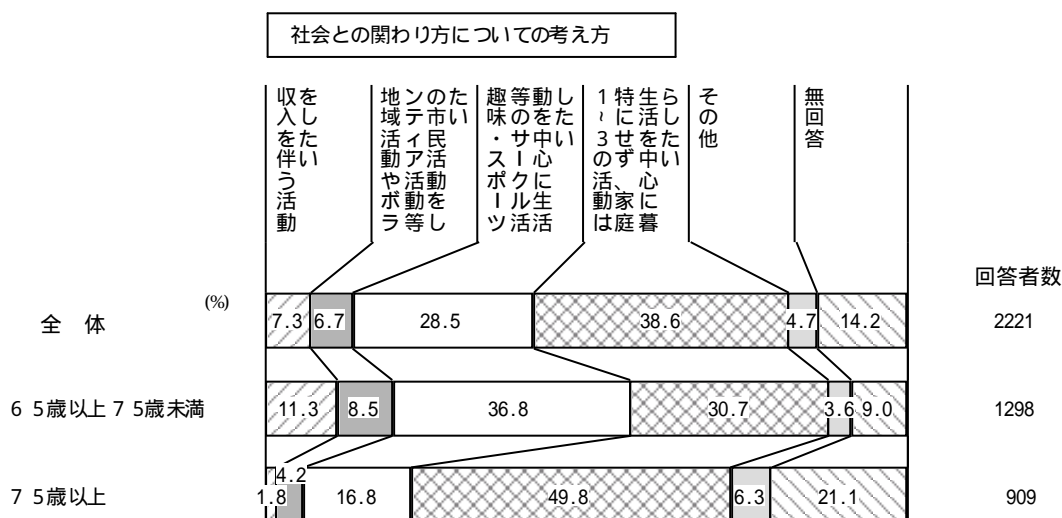 社会との関わり方についての考え方
収入を伴う活動
をしたい
地域活動やボラ
ンティア活動等
の市民活動をし
たい
趣味・スポーツ
等のサークル活
動を中心に生活
したい
1~3の活動は
特にせず、家庭
生活を中心に暮
らしたい
その他
無回答
回答者数
(%)
全 体 7.3 6.7 28.5 38.6 4.7 14.2 2221
65歳以上75歳未満 11.3 8.5 36.8 30.7 3.6 9.0 1298
75歳以上 1.8 4.2 16.8 49.8 6.3 21.1 909